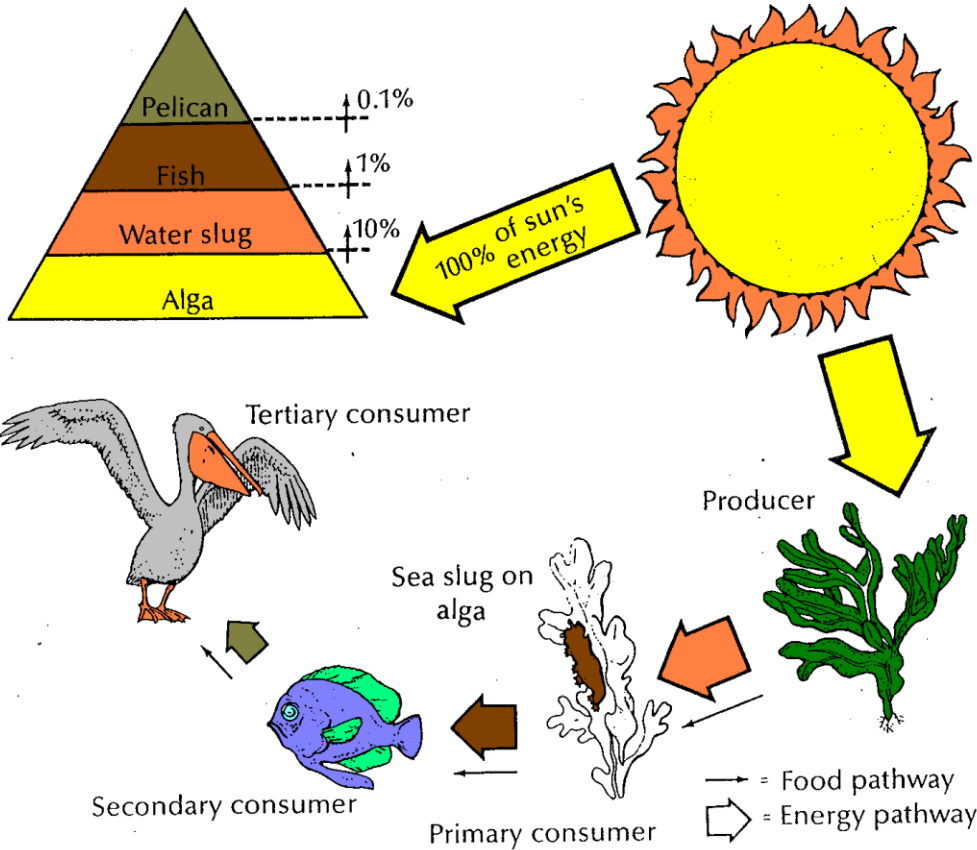 Pelican
0.1%
Fish
1%
Water slug
10%
Alga
100% of sun's
energy
Tertiary consumer
Producer
Sea slug on
alga
Secondary consumer
Primary consumer
= Food pathway
= Energy pathway